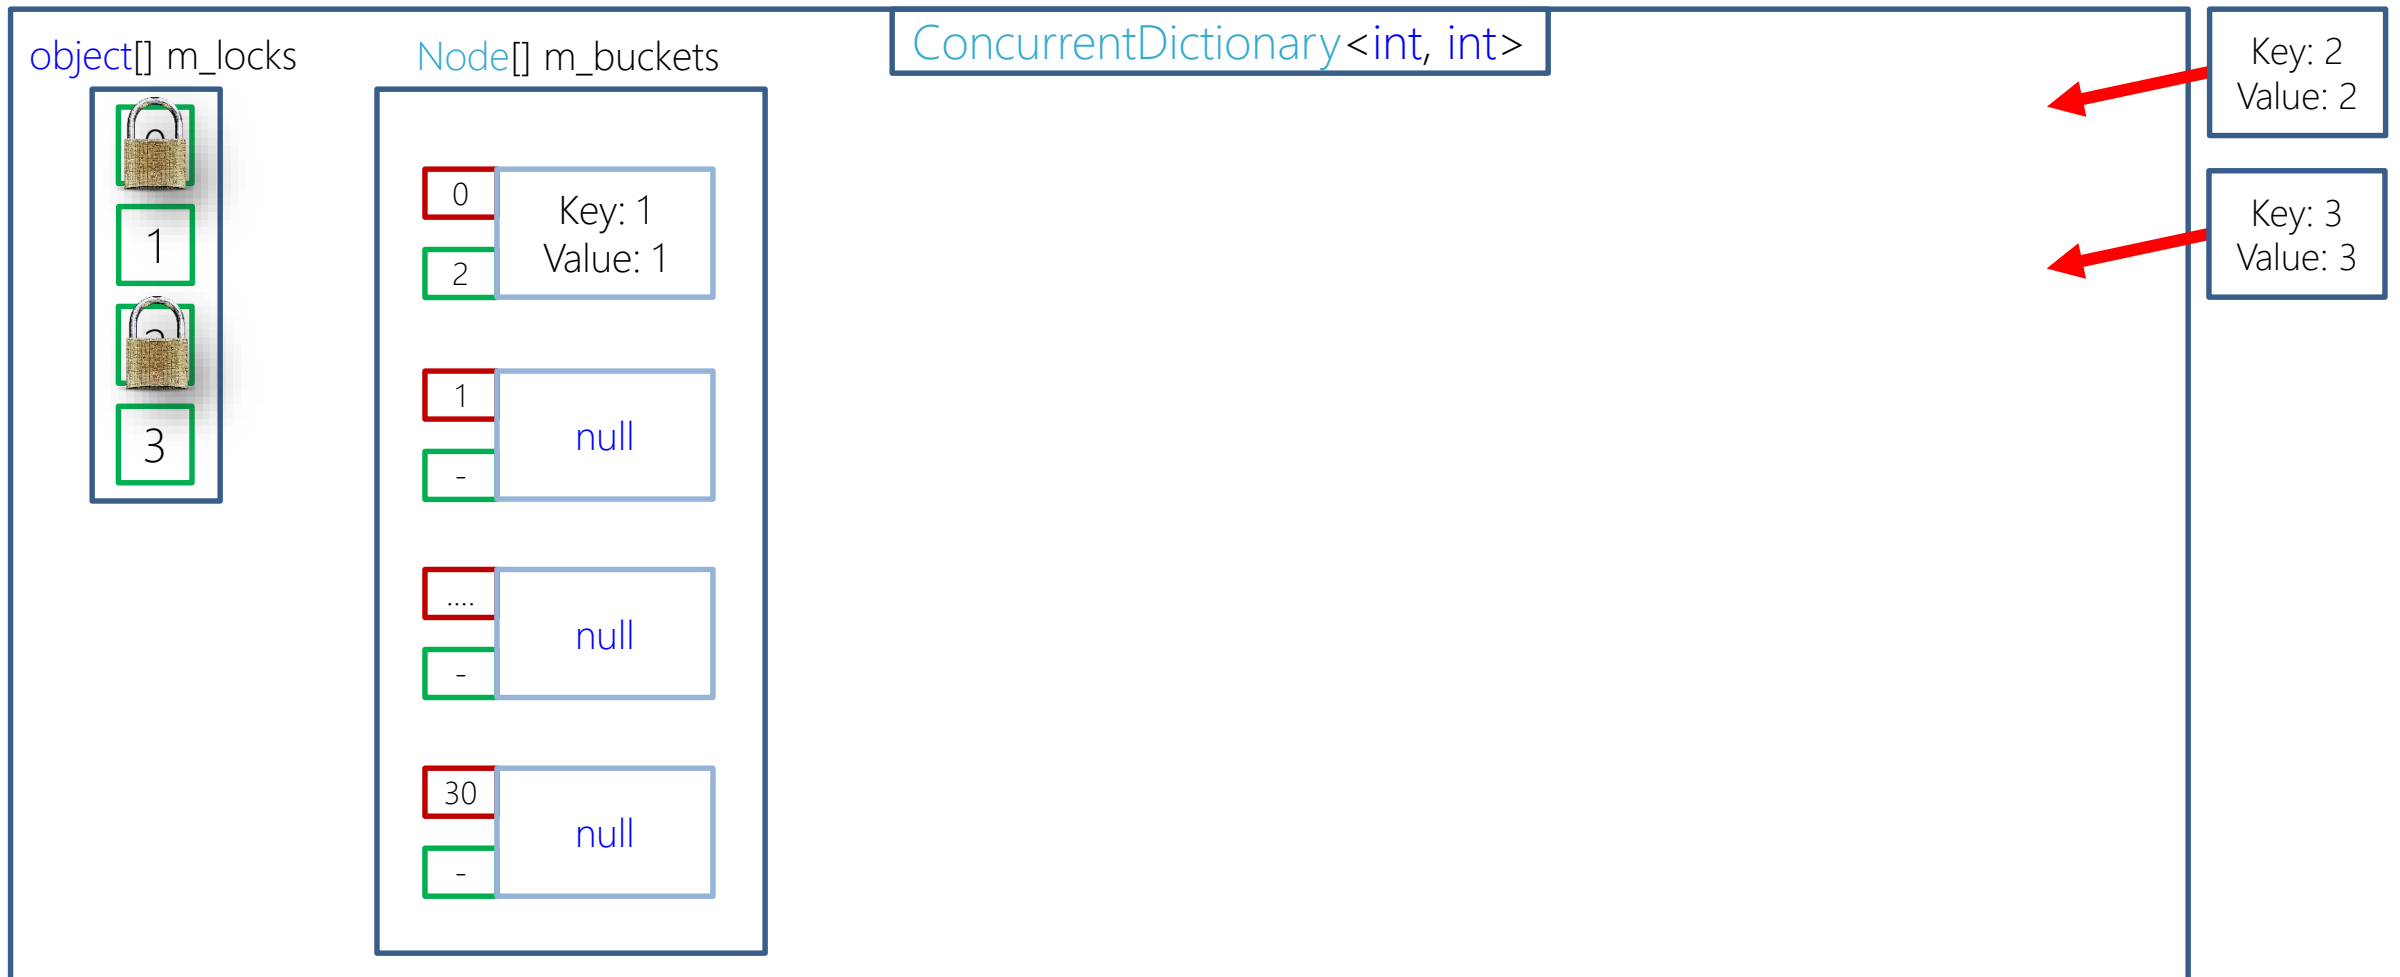 ConcurrentDictionary<int, int>
object[] m_locks
1
3
Node[] m_buckets
0
Key: 1
Value: 1
2
1
null
-
....
null
-
30
null
-
Key: 2
Value: 2
Key: 3
Value: 3